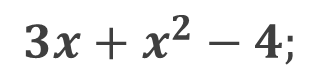 3x + x² − 4;